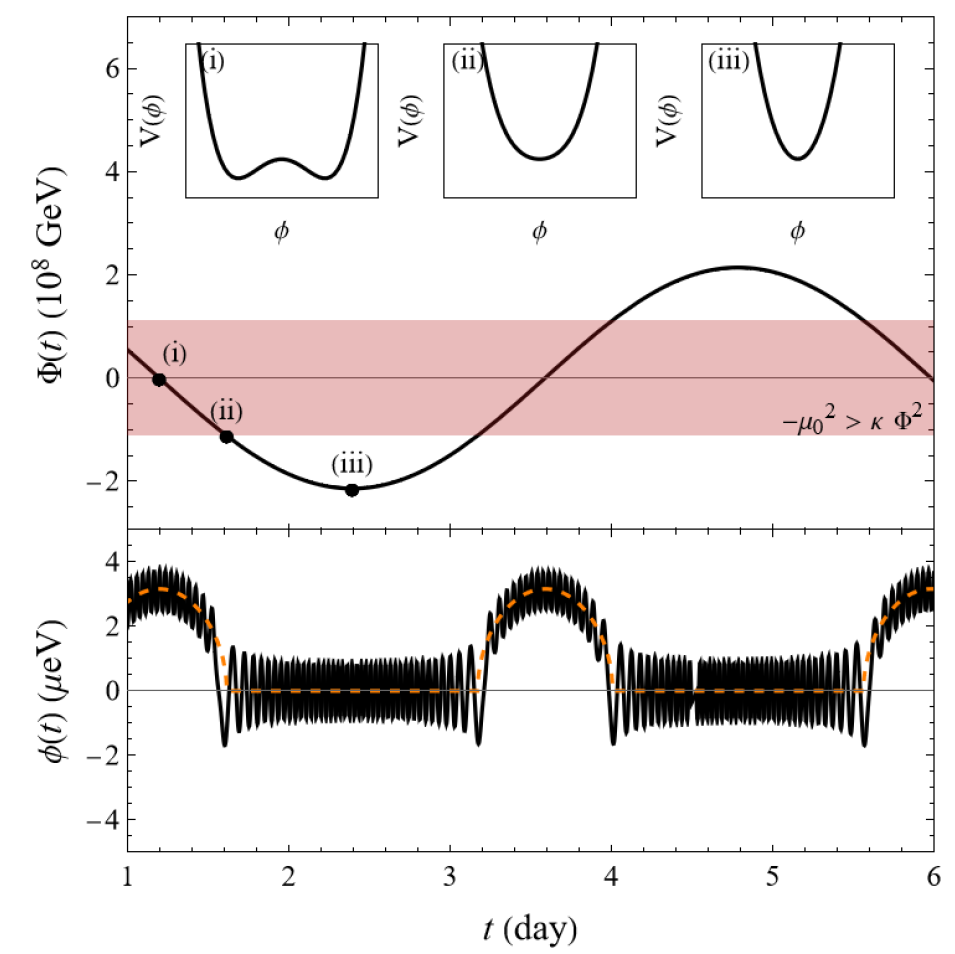 (i)
V(ϕ)
ϕ
(ii)
V(ϕ)
ϕ
(iii)
V(ϕ)
ϕ
Φ(t) (10⁸ GeV)
6
4
2
0
−2
(i)
(ii)
(iii)
−μ₀² > κ Φ²
ϕ(t) (μeV)
4
2
0
−2
−4
1 2 3 4 5 6
t (day)